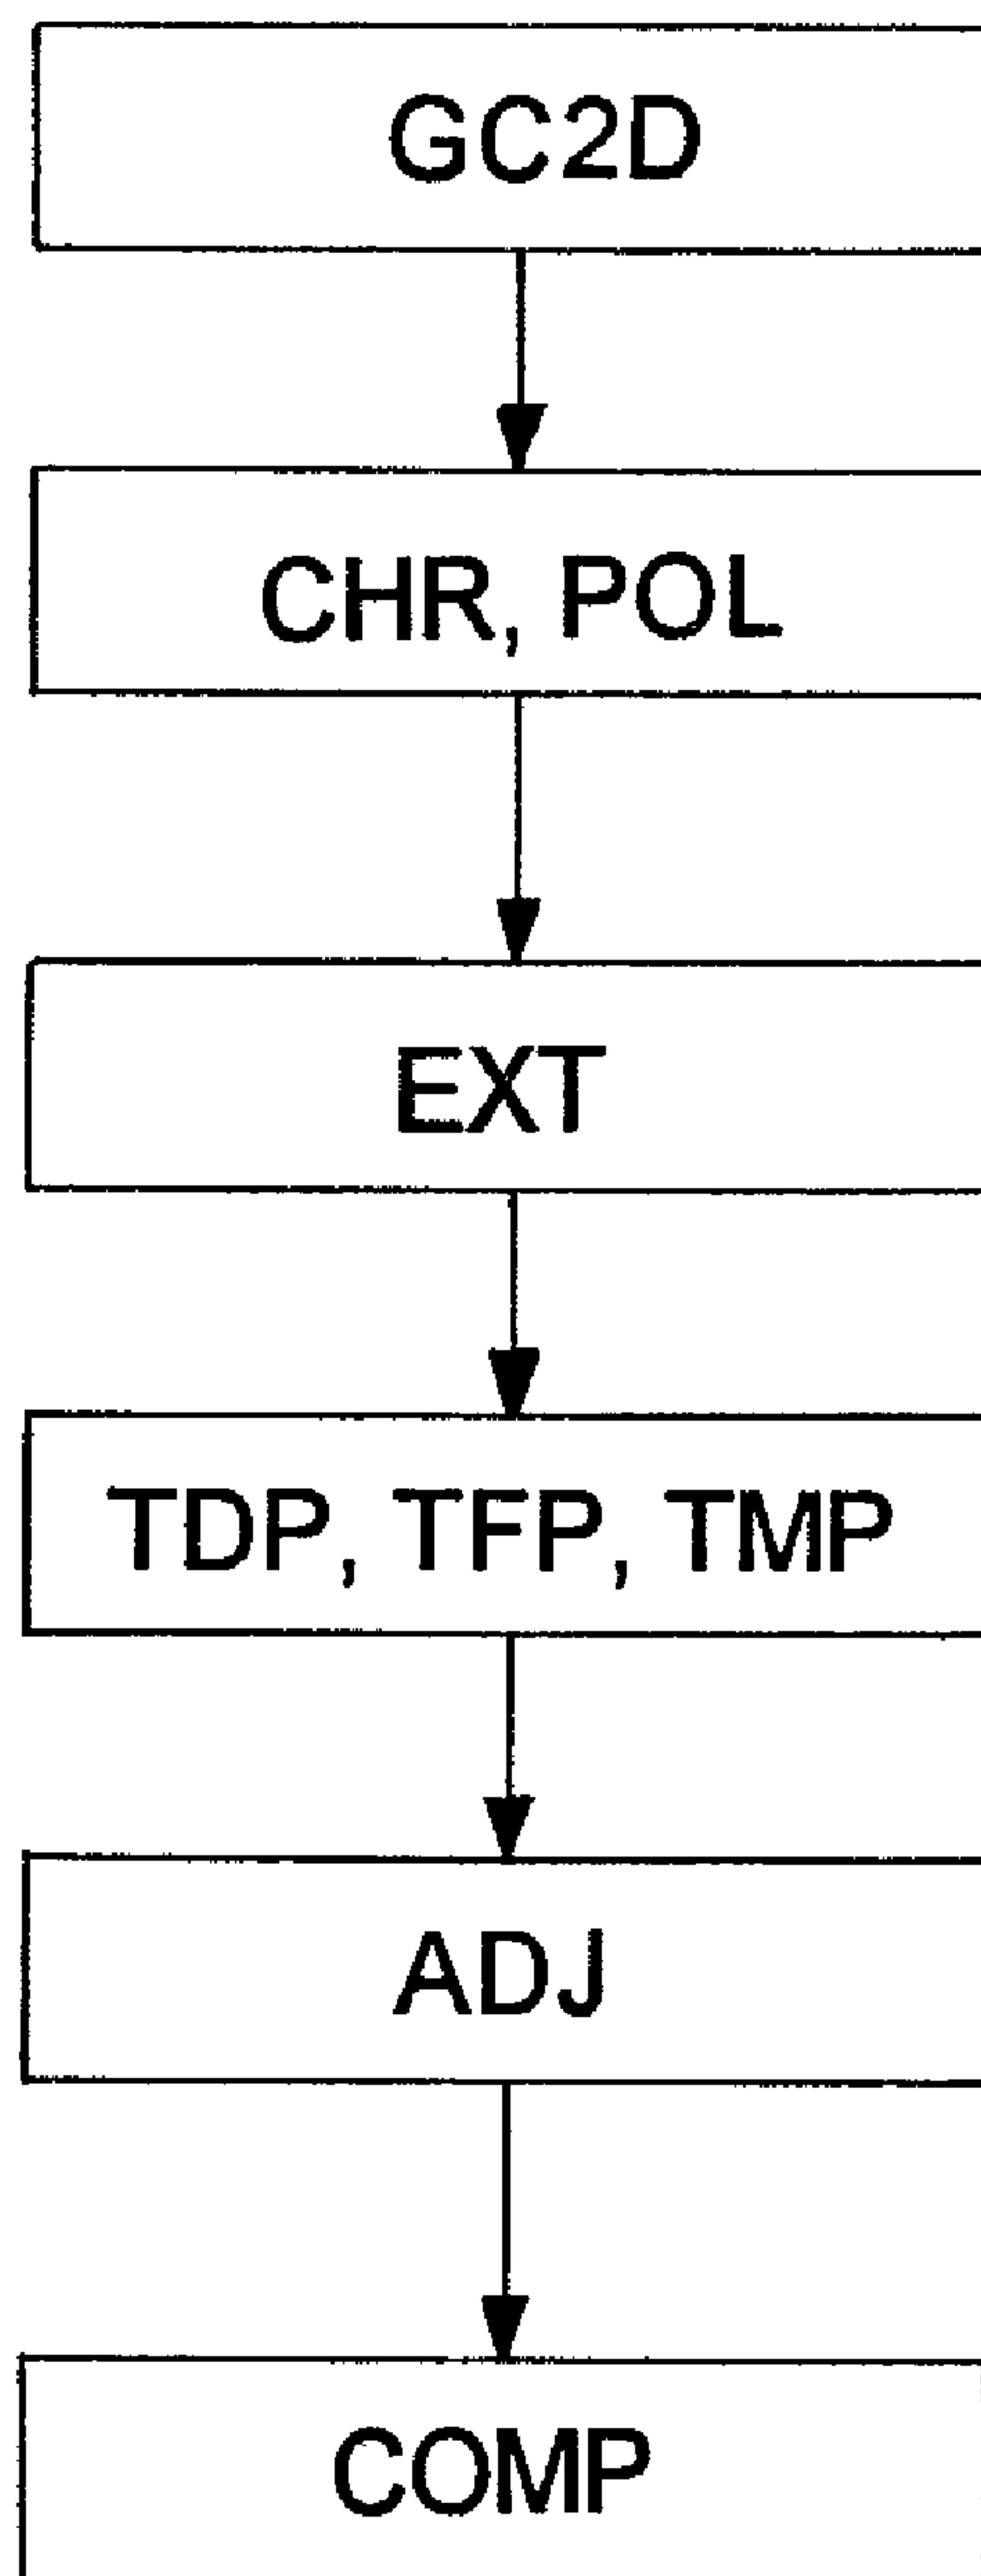 GC2D
CHR, POL
EXT
TDP, TFP, TMP
ADJ
COMP